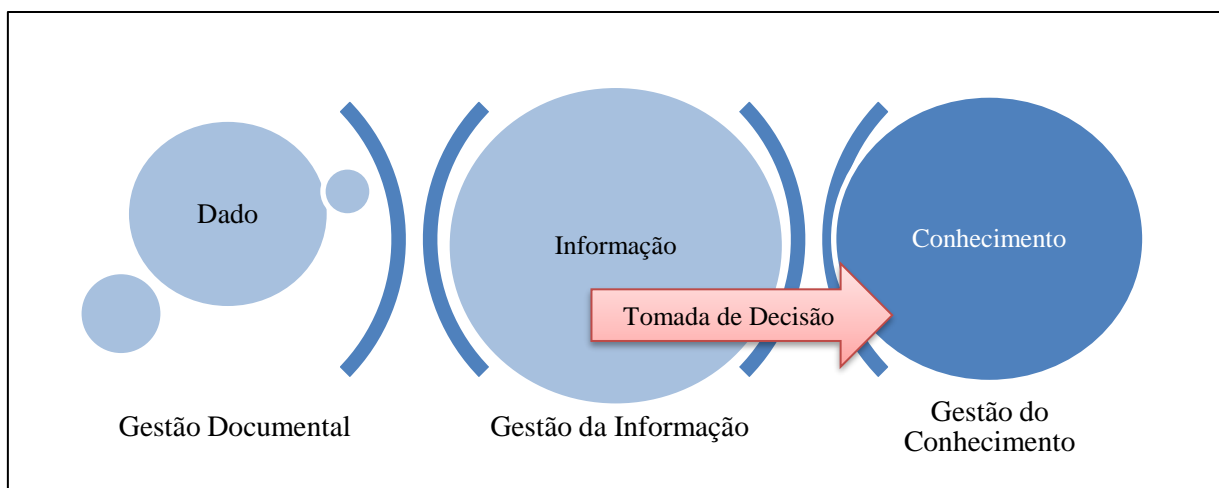 Dado
Informação
Conhecimento
Tomada de Decisão
Gestão Documental
Gestão da Informação
Gestão do
Conhecimento